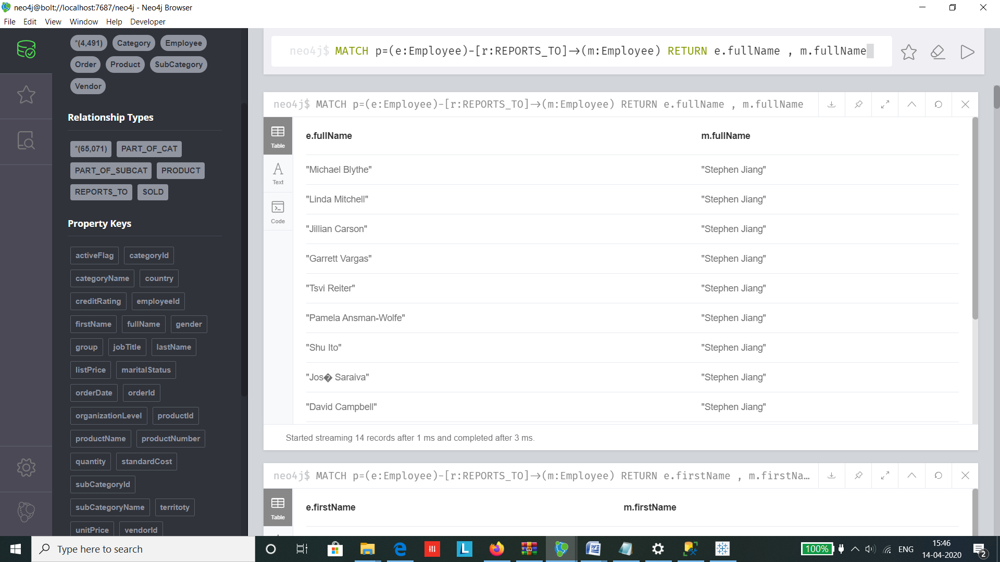 neo4j@bolt://localhost:7687/neo4j - Neo4j Browser
File Edit View Window Help Developer
*(4,491) Category Employee
Order Product SubCategory
Vendor
Relationship Types
*(65,071) PART_OF_CAT
PART_OF_SUBCAT PRODUCT
REPORTS_TO SOLD
Property Keys
activeFlag categoryId
categoryName country
creditRating employeeId
firstName fullName gender
group jobTitle lastName
listPrice maritalStatus
orderDate orderId
organizationLevel productId
productName productNumber
quantity standardCost
subCategoryId
subCategoryName territoty
unitPrice vendorId
neo4j$ MATCH p=(e:Employee)-[r:REPORTS_TO]->(m:Employee) RETURN e.fullName , m.fullName
neo4j$ MATCH p=(e:Employee)-[r:REPORTS_TO]->(m:Employee) RETURN e.fullName , m.fullName
Table
Text
Code
e.fullName m.fullName
"Michael Blythe" "Stephen Jiang"
"Linda Mitchell" "Stephen Jiang"
"Jillian Carson" "Stephen Jiang"
"Garrett Vargas" "Stephen Jiang"
"Tsvi Reiter" "Stephen Jiang"
"Pamela Ansman-Wolfe" "Stephen Jiang"
"Shu Ito" "Stephen Jiang"
"Jos� Saraiva" "Stephen Jiang"
"David Campbell" "Stephen Jiang"
Started streaming 14 records after 1 ms and completed after 3 ms.
neo4j$ MATCH p=(e:Employee)-[r:REPORTS_TO]->(m:Employee) RETURN e.firstName , m.firstNa…
Table
e.firstName m.firstName
Type here to search
100% ENG
15:46
14-04-2020
2